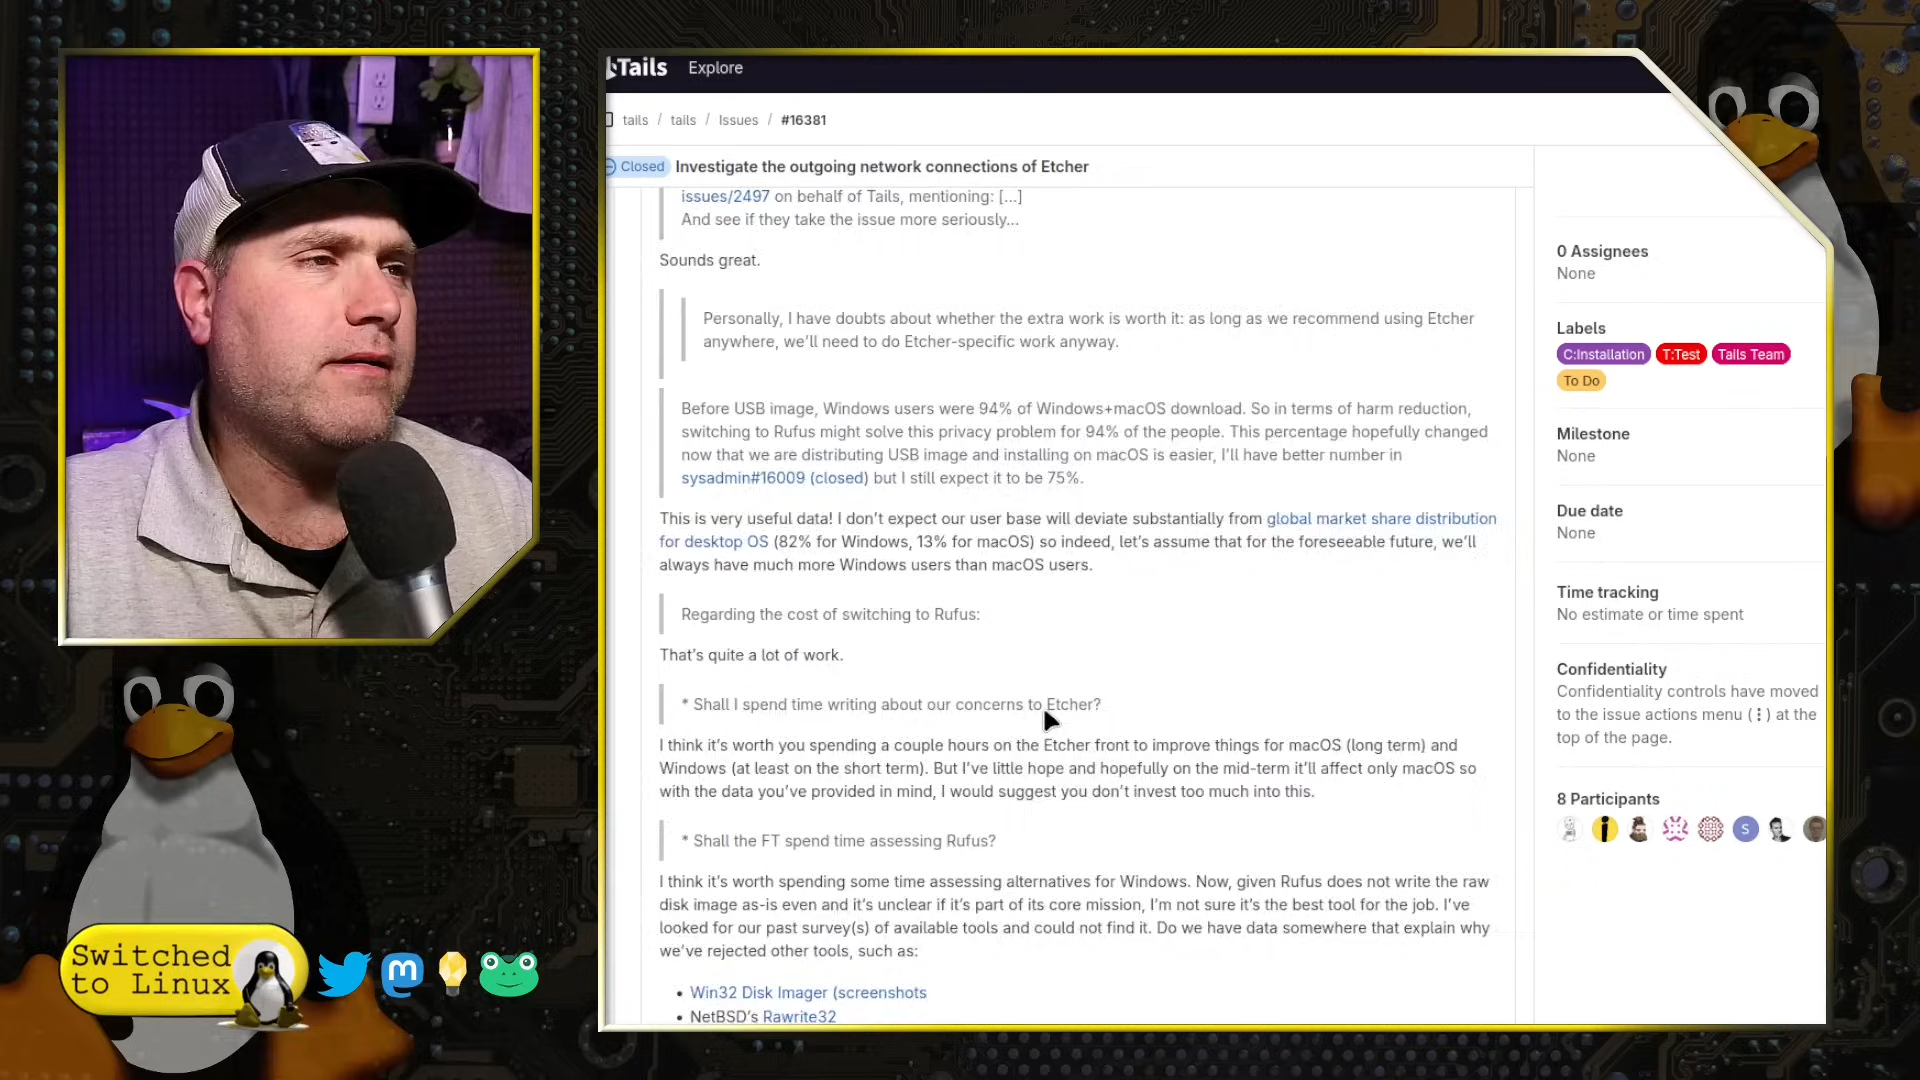 Tails Explore
tails / tails / Issues / #16381
Closed Investigate the outgoing network connections of Etcher
issues/2497 on behalf of Tails, mentioning: [...]
And see if they take the issue more seriously...
Sounds great.
Personally, I have doubts about whether the extra work is worth it: as long as we recommend using Etcher
anywhere, we'll need to do Etcher-specific work anyway.
Before USB image, Windows users were 94% of Windows+macOS download. So in terms of harm reduction,
switching to Rufus might solve this privacy problem for 94% of the people. This percentage hopefully changed
now that we are distributing USB image and installing on macOS is easier, I'll have better number in
sysadmin#16009 (closed) but I still expect it to be 75%.
This is very useful data! I don't expect our user base will deviate substantially from global market share distribution
for desktop OS (82% for Windows, 13% for macOS) so indeed, let's assume that for the foreseeable future, we'll
always have much more Windows users than macOS users.
Regarding the cost of switching to Rufus:
That's quite a lot of work.
* Shall I spend time writing about our concerns to Etcher?
I think it's worth you spending a couple hours on the Etcher front to improve things for macOS (long term) and
Windows (at least on the short term). But I've little hope and hopefully on the mid-term it'll affect only macOS so
with the data you've provided in mind, I would suggest you don't invest too much into this.
* Shall the FT spend time assessing Rufus?
I think it's worth spending some time assessing alternatives for Windows. Now, given Rufus does not write the raw
disk image as-is even and it's unclear if it's part of its core mission, I'm not sure it's the best tool for the job. I've
looked for our past survey(s) of available tools and could not find it. Do we have data somewhere that explain why
we've rejected other tools, such as:
• Win32 Disk Imager (screenshots
• NetBSD's Rawrite32
0 Assignees
None
Labels
C:Installation T:Test Tails Team
To Do
Milestone
None
Due date
None
Time tracking
No estimate or time spent
Confidentiality
Confidentiality controls have moved
to the issue actions menu (⋮) at the
top of the page.
8 Participants
S
Switched
to Linux